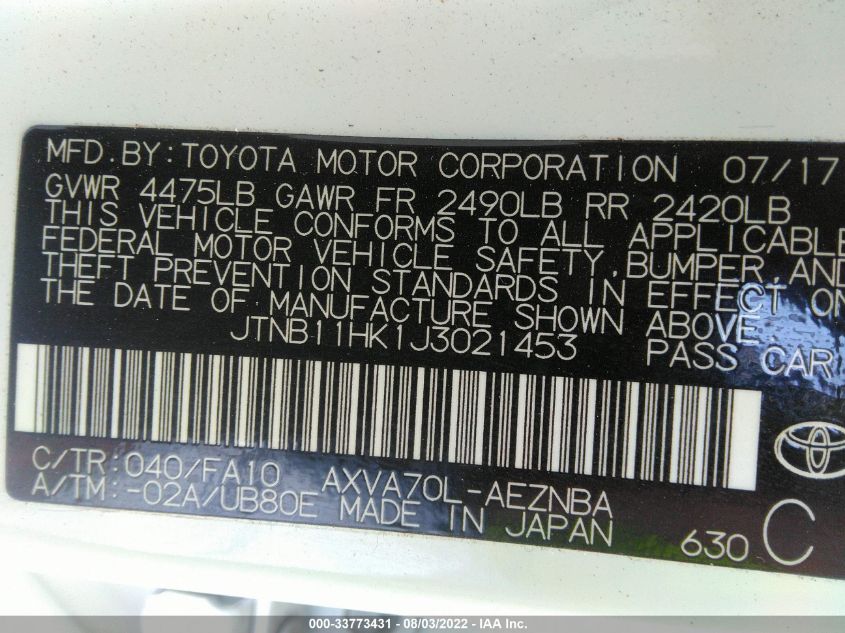 MFD.BY:TOYOTA MOTOR CORPORATION 07/17
GVWR 4475LB GAWR FR 2490LB RR 2420LB
THIS VEHICLE CONFORMS TO ALL APPLICABLE
FEDERAL MOTOR VEHICLE SAFETY,BUMPER,AND
THEFT PREVENTION STANDARDS IN EFFECT ON
THE DATE OF MANUFACTURE SHOWN ABOVE.
JTNB11HK1J3021453 PASS CAR
C/TR:040/FA10 AXVA70L-AEZNBA
A/TM:-02A/UB80E MADE IN JAPAN 630 C
000-33773431 - 08/03/2022 - IAA Inc.